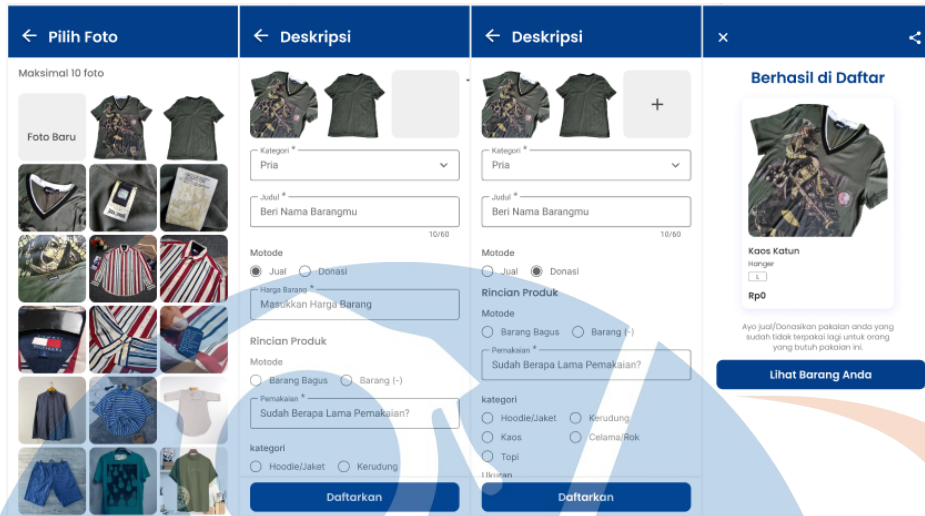 Pilih Foto
Maksimal 10 foto
Foto Baru
Deskripsi
Kategori *
Pria
Judul *
Beri Nama Barangmu
10/60
Motode
Jual Donasi
Harga Barang *
Masukkan Harga Barang
Rincian Produk
Motode
Barang Bagus Barang (-)
Pemakaian *
Sudah Berapa Lama Pemakaian?
kategori
Hoodie/Jaket Kerudung
Daftarkan
Deskripsi
Kategori *
Pria
Judul *
Beri Nama Barangmu
10/60
Motode
Jual Donasi
Rincian Produk
Motode
Barang Bagus Barang (-)
Pemakaian *
Sudah Berapa Lama Pemakaian?
kategori
Hoodie/Jaket Kerudung
Kaos Celama/Rok
Topi
Ukuran
Daftarkan
Berhasil di Daftar
Kaos Katun
Hanger
L
Rp0
Ayo jual/Donasikan pakaian anda yang
sudah tidak terpakai lagi untuk orang
yang butuh pakaian ini.
Lihat Barang Anda